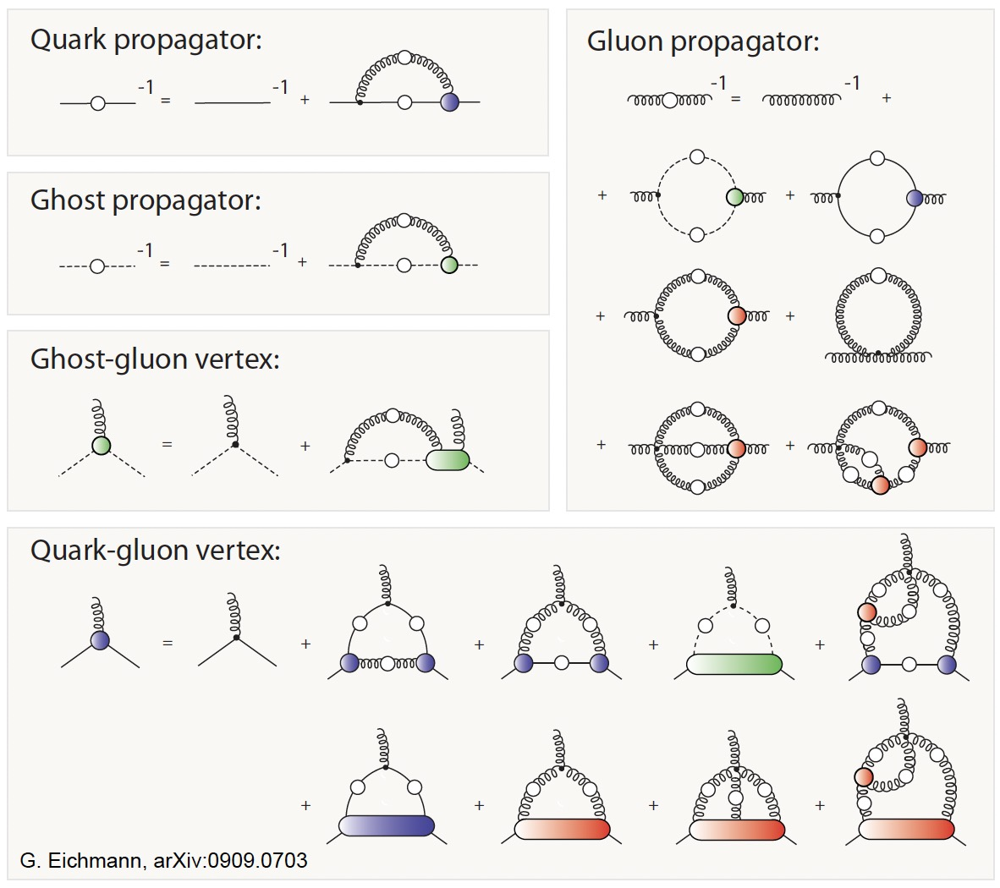 Quark propagator:
-1 = -1 +
Ghost propagator:
-1 = -1 +
Ghost-gluon vertex:
= +
Gluon propagator:
-1 = -1 +
+ +
+ +
+ +
Quark-gluon vertex:
= + + + +
+ + + +
G. Eichmann, arXiv:0909.0703